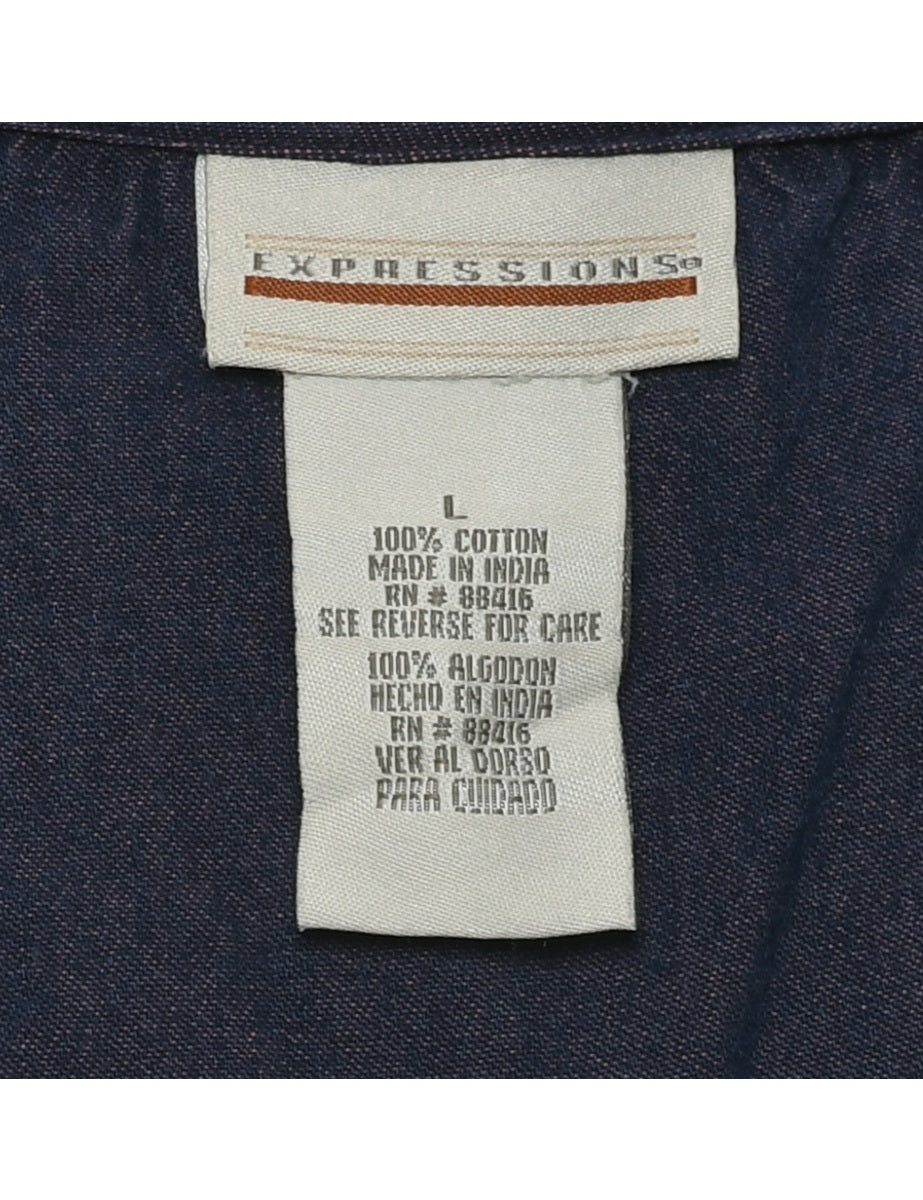 EXPRESSIONS
L
100% COTTON
MADE IN INDIA
RN # 88416
SEE REVERSE FOR CARE
100% ALGODON
HECHO EN INDIA
RN # 88416
VER AL DORSO
PARA CUIDADO